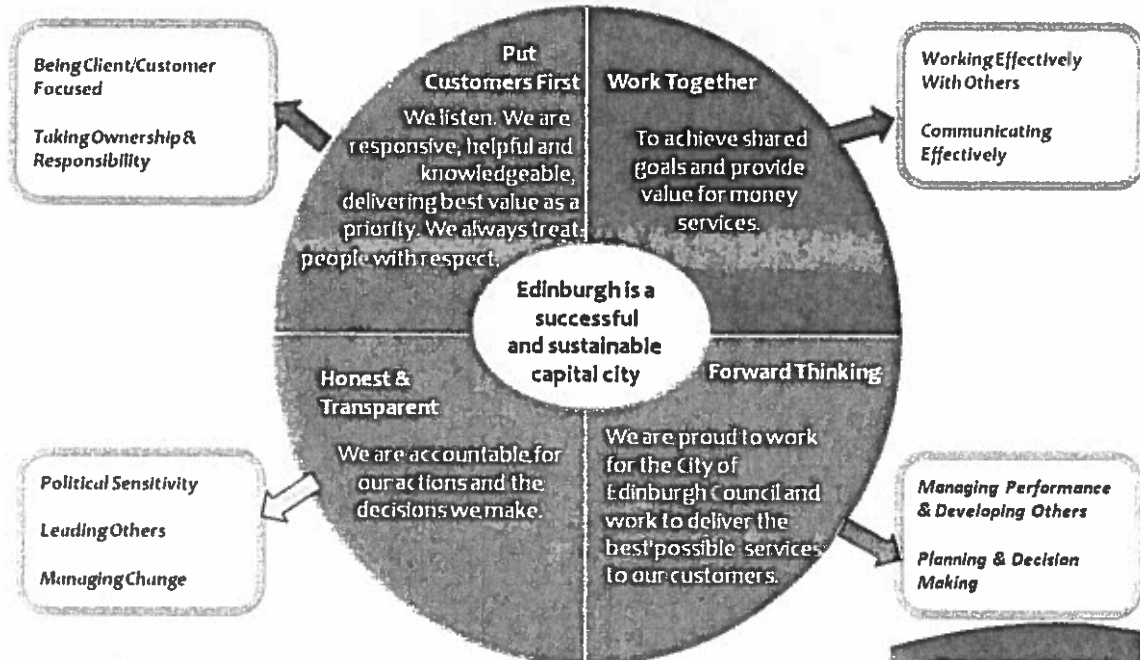 Being Client/Customer
Focused
Taking Ownership &
Responsibility
Put
Customers First
We listen. We are
responsive, helpful and
knowledgeable,
delivering best value as a
priority. We always treat
people with respect.
Work Together
To achieve shared
goals and provide
value for money
services.
Working Effectively
With Others
Communicating
Effectively
Edinburgh is a
successful
and sustainable
capital city
Honest &
Transparent
We are accountable for
our actions and the
decisions we make.
Forward Thinking
We are proud to work
for the City of
Edinburgh Council and
work to deliver the
best possible services
to our customers.
Political Sensitivity
Leading Others
Managing Change
Managing Performance
& Developing Others
Planning & Decision
Making